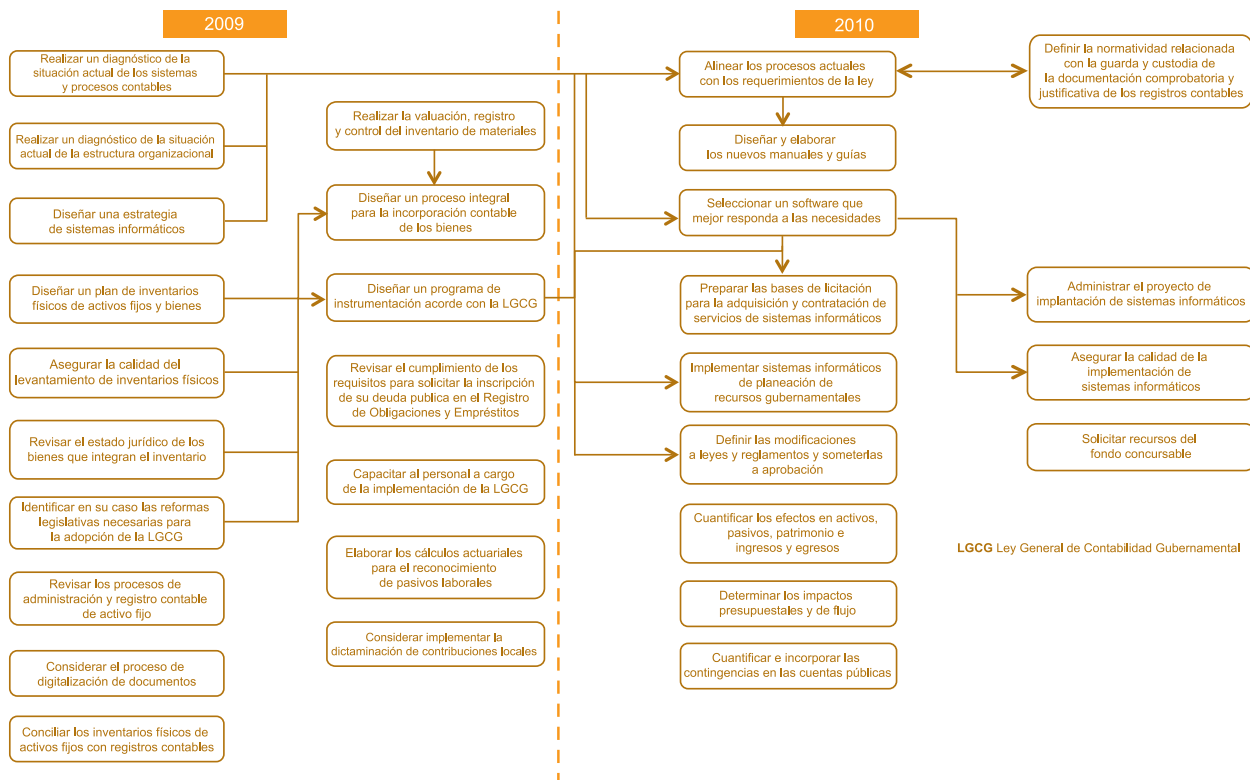 2009
Realizar un diagnóstico de la
situación actual de los sistemas
y procesos contables
Realizar un diagnóstico de la situación
actual de la estructura organizacional
Diseñar una estrategia
de sistemas informáticos
Diseñar un plan de inventarios
físicos de activos fijos y bienes
Asegurar la calidad del
levantamiento de inventarios físicos
Revisar el estado jurídico de los
bienes que integran el inventario
Identificar en su caso las reformas
legislativas necesarias para
la adopción de la LGCG
Revisar los procesos de
administración y registro contable
de activo fijo
Considerar el proceso de
digitalización de documentos
Conciliar los inventarios físicos de
activos fijos con registros contables
Realizar la valuación, registro
y control del inventario de materiales
Diseñar un proceso integral
para la incorporación contable
de los bienes
Diseñar un programa de
instrumentación acorde con la LGCG
Revisar el cumplimiento de los
requisitos para solicitar la inscripción
de su deuda publica en el Registro
de Obligaciones y Empréstitos
Capacitar al personal a cargo
de la implementación de la LGCG
Elaborar los cálculos actuariales
para el reconocimiento
de pasivos laborales
Considerar implementar la
dictaminación de contribuciones locales
2010
Alinear los procesos actuales
con los requerimientos de la ley
Diseñar y elaborar
los nuevos manuales y guías
Seleccionar un software que
mejor responda a las necesidades
Preparar las bases de licitación
para la adquisición y contratación de
servicios de sistemas informáticos
Implementar sistemas informáticos
de planeación de
recursos gubernamentales
Definir las modificaciones
a leyes y reglamentos y someterlas
a aprobación
Cuantificar los efectos en activos,
pasivos, patrimonio e
ingresos y egresos
Determinar los impactos
presupuestales y de flujo
Cuantificar e incorporar las
contingencias en las cuentas públicas
Definir la normatividad relacionada
con la guarda y custodia de
la documentación comprobatoria y
justificativa de los registros contables
Administrar el proyecto de
implantación de sistemas informáticos
Asegurar la calidad de la
implementación de
sistemas informáticos
Solicitar recursos del
fondo concursable
LGCG Ley General de Contabilidad Gubernamental